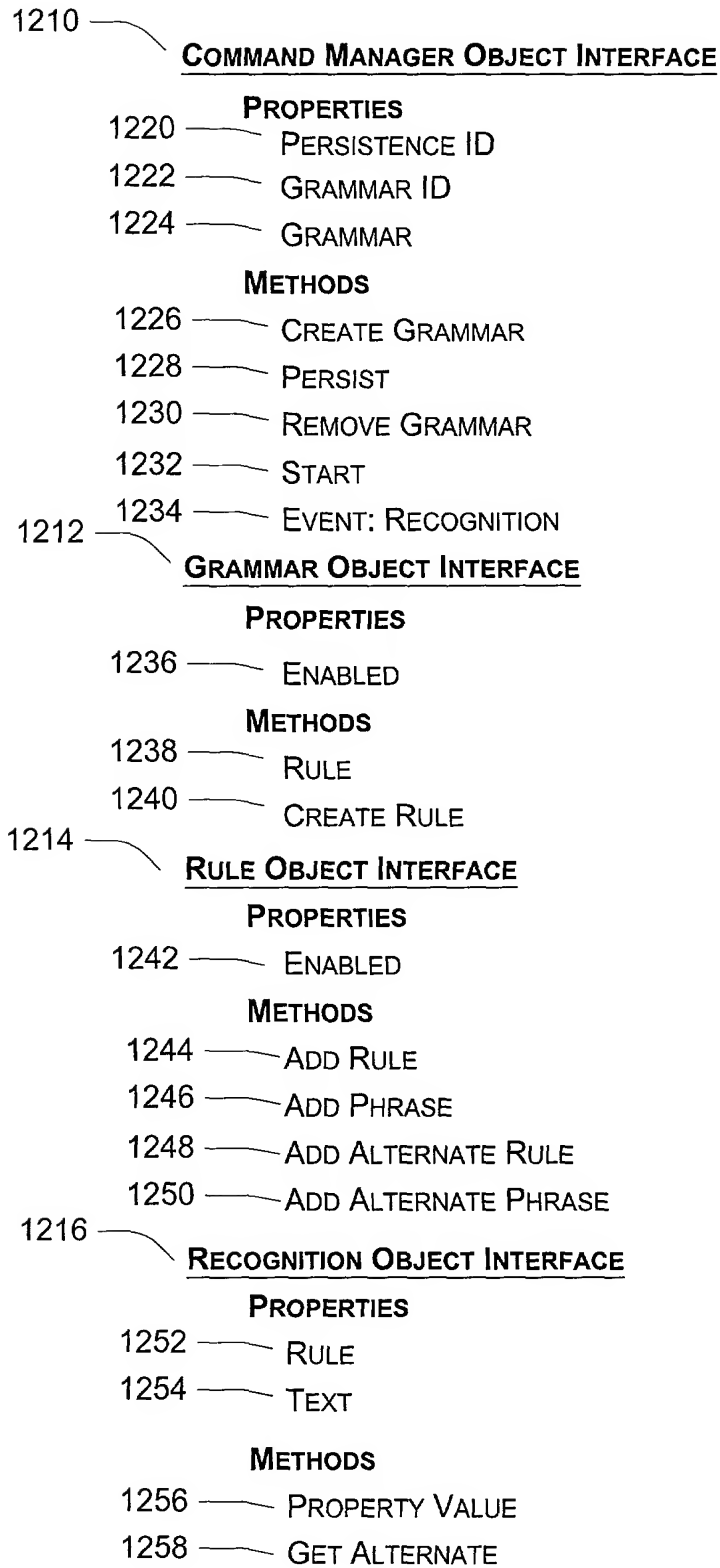 1210
COMMAND MANAGER OBJECT INTERFACE
PROPERTIES
1220 PERSISTENCE ID
1222 GRAMMAR ID
1224 GRAMMAR
METHODS
1226 CREATE GRAMMAR
1228 PERSIST
1230 REMOVE GRAMMAR
1232 START
1234 EVENT: RECOGNITION
1212
GRAMMAR OBJECT INTERFACE
PROPERTIES
1236 ENABLED
METHODS
1238 RULE
1240 CREATE RULE
1214
RULE OBJECT INTERFACE
PROPERTIES
1242 ENABLED
METHODS
1244 ADD RULE
1246 ADD PHRASE
1248 ADD ALTERNATE RULE
1250 ADD ALTERNATE PHRASE
1216
RECOGNITION OBJECT INTERFACE
PROPERTIES
1252 RULE
1254 TEXT
METHODS
1256 PROPERTY VALUE
1258 GET ALTERNATE